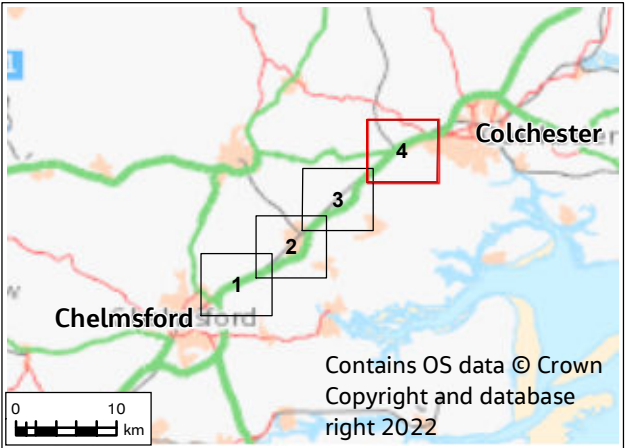 4
Colchester
3
2
1
Chelmsford
Contains OS data © Crown
Copyright and database
right 2022
0 10
km